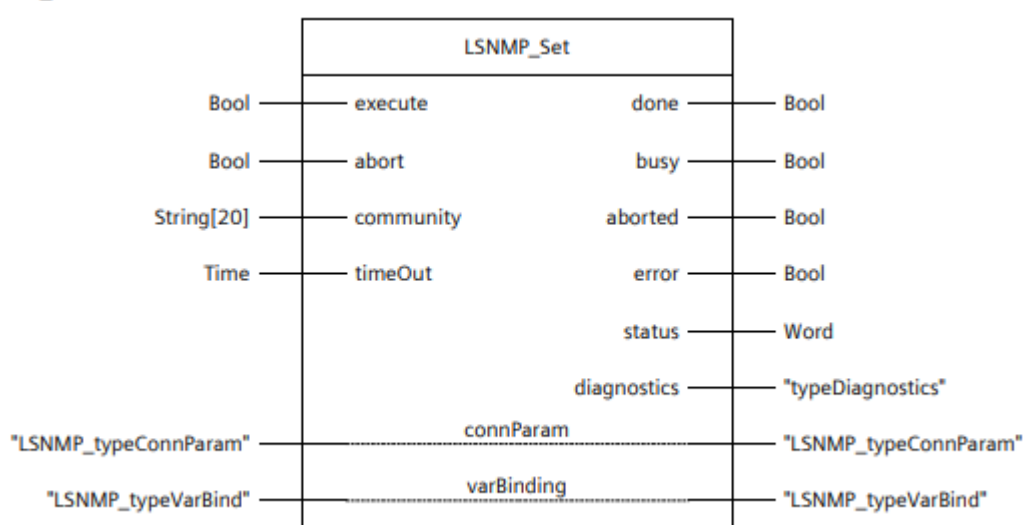 LSNMP_Set
Bool execute done Bool
Bool abort busy Bool
String[20] community aborted Bool
Time timeOut error Bool
status Word
diagnostics "typeDiagnostics"
"LSNMP_typeConnParam" connParam "LSNMP_typeConnParam"
"LSNMP_typeVarBind" varBinding "LSNMP_typeVarBind"